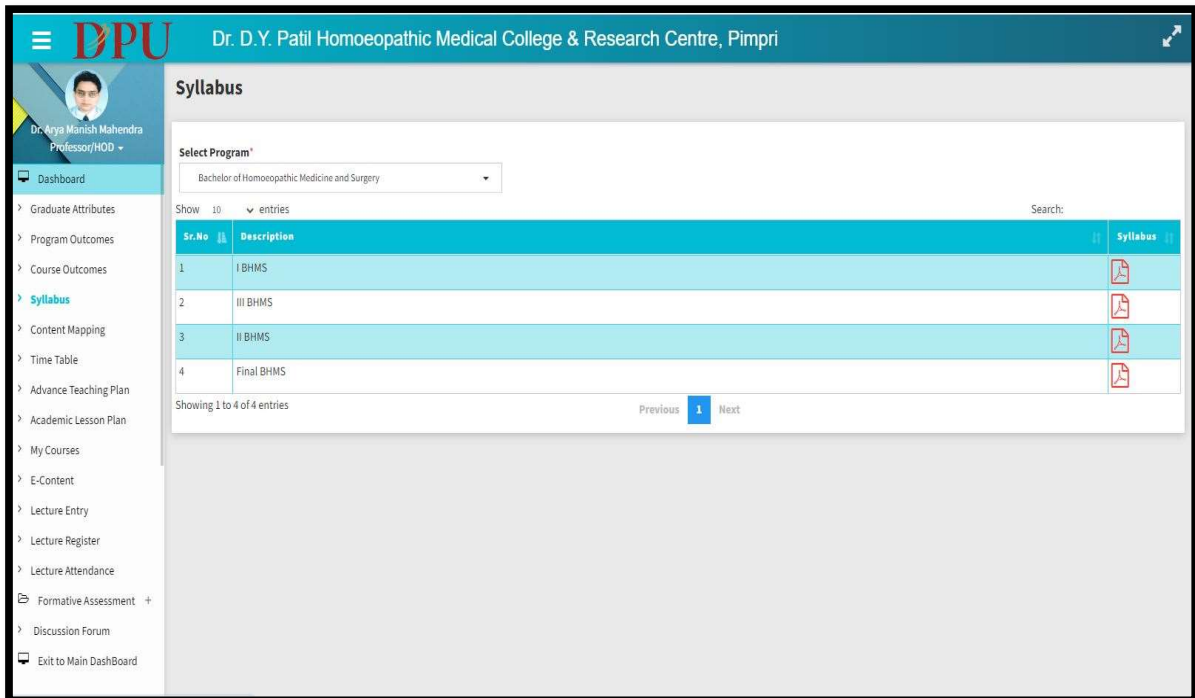 DPU Dr. D.Y. Patil Homoeopathic Medical College & Research Centre, Pimpri
Dr. Arya Manish Mahendra
Professor/HOD
Dashboard
Graduate Attributes
Program Outcomes
Course Outcomes
Syllabus
Content Mapping
Time Table
Advance Teaching Plan
Academic Lesson Plan
My Courses
E-Content
Lecture Entry
Lecture Register
Lecture Attendance
Formative Assessment +
Discussion Forum
Exit to Main DashBoard
Syllabus
Select Program*
Bachelor of Homoeopathic Medicine and Surgery
Show 10 entries Search:
Sr.No Description Syllabus
1 I BHMS
2 III BHMS
3 II BHMS
4 Final BHMS
Showing 1 to 4 of 4 entries Previous 1 Next